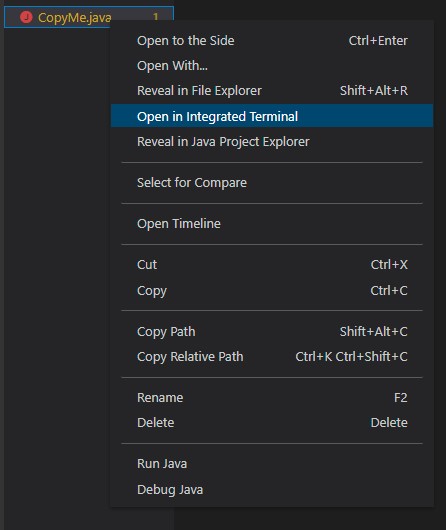 CopyMe.java 1
Open to the Side Ctrl+Enter
Open With...
Reveal in File Explorer Shift+Alt+R
Open in Integrated Terminal
Reveal in Java Project Explorer
Select for Compare
Open Timeline
Cut Ctrl+X
Copy Ctrl+C
Copy Path Shift+Alt+C
Copy Relative Path Ctrl+K Ctrl+Shift+C
Rename F2
Delete Delete
Run Java
Debug Java